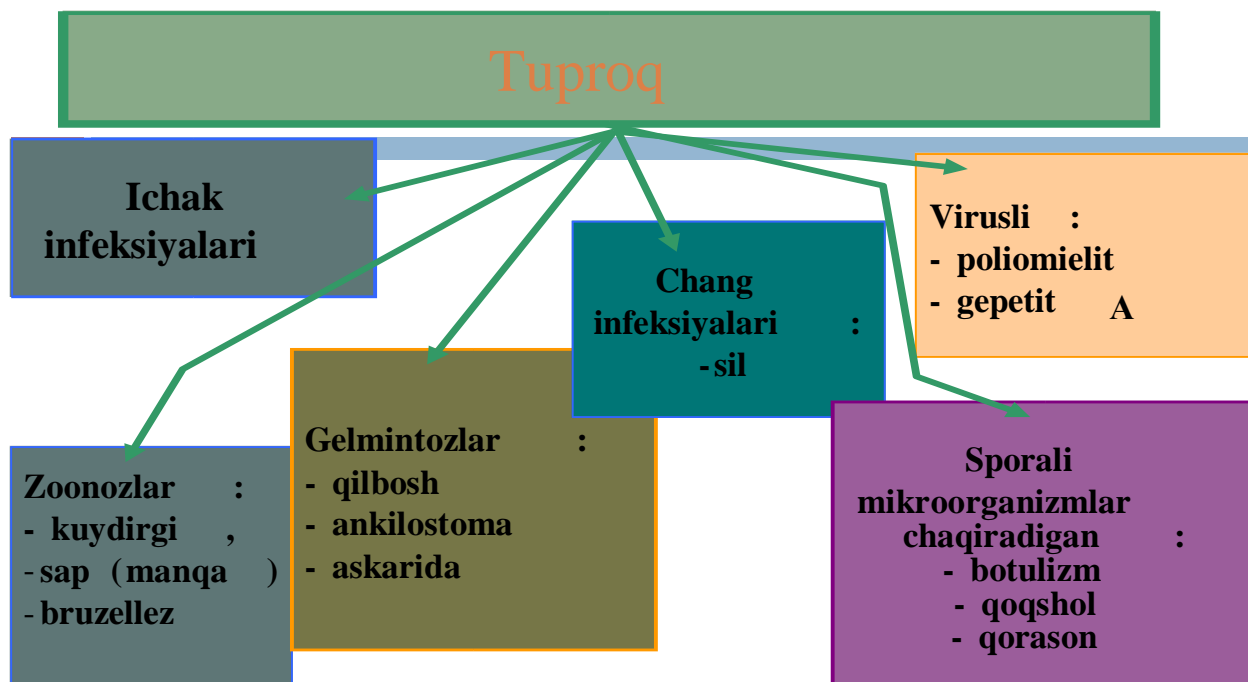 Tuproq
Ichak
infeksiyalari
Zoonozlar :
- kuydirgi ,
- sap (manqa )
- bruzellez
Gelmintozlar :
- qilbosh
- ankilostoma
- askarida
Chang
infeksiyalari :
- sil
Virusli :
- poliomielit
- gepetit A
Sporali
mikroorganizmlar
chaqiradigan :
- botulizm
- qoqshol
- qorason